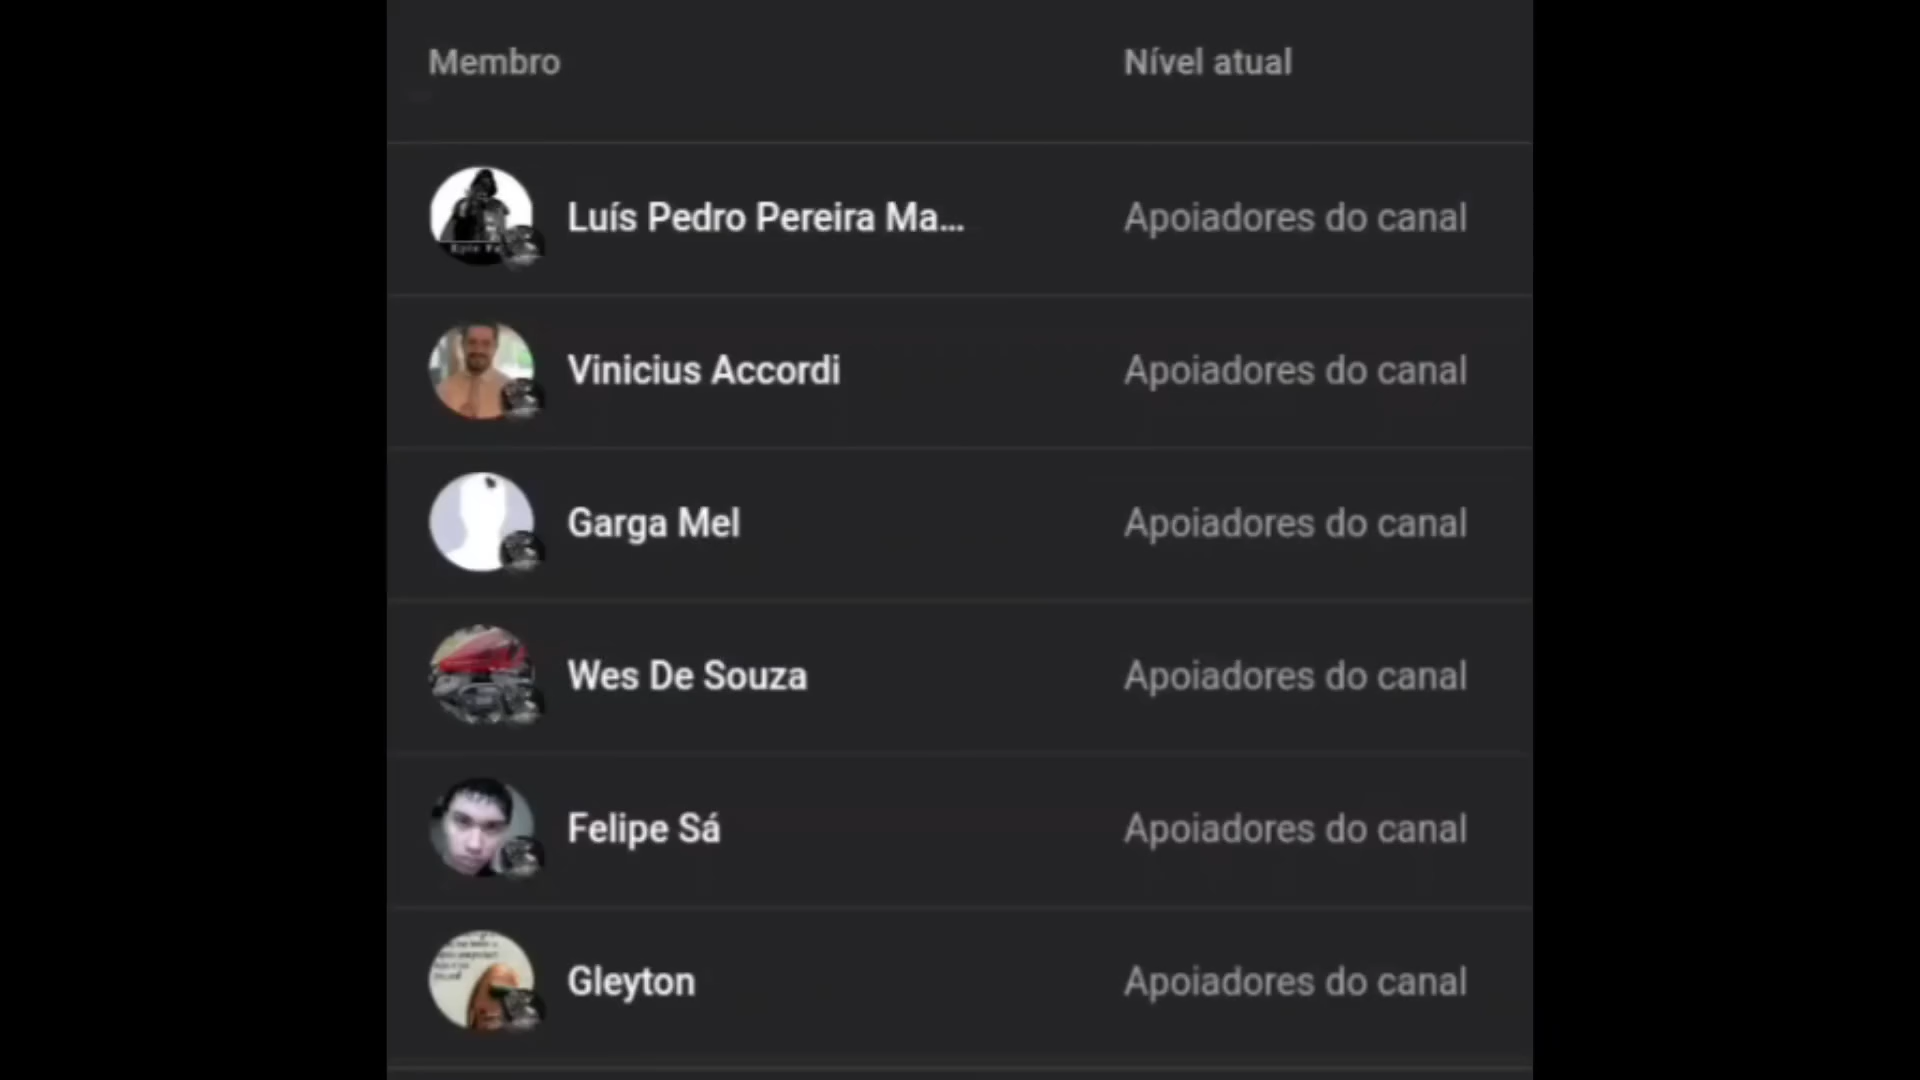 Membro Nível atual
Luís Pedro Pereira Ma... Apoiadores do canal
Vinicius Accordi Apoiadores do canal
Garga Mel Apoiadores do canal
Wes De Souza Apoiadores do canal
Felipe Sá Apoiadores do canal
Gleyton Apoiadores do canal